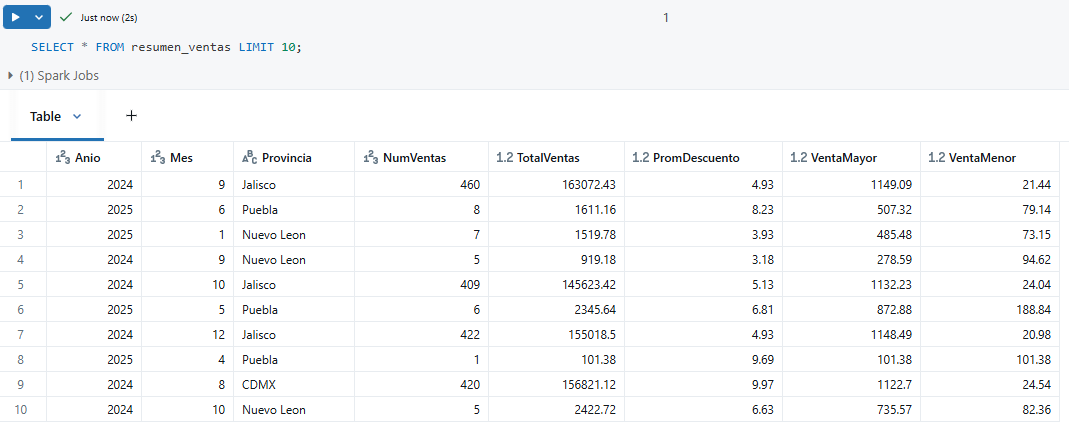 Just now (2s) 1
SELECT * FROM resumen_ventas LIMIT 10;
(1) Spark Jobs
Table +
123 Anio 123 Mes ABC Provincia 123 NumVentas 1.2 TotalVentas 1.2 PromDescuento 1.2 VentaMayor 1.2 VentaMenor
1 2024 9 Jalisco 460 163072.43 4.93 1149.09 21.44
2 2025 6 Puebla 8 1611.16 8.23 507.32 79.14
3 2025 1 Nuevo Leon 7 1519.78 3.93 485.48 73.15
4 2024 9 Nuevo Leon 5 919.18 3.18 278.59 94.62
5 2024 10 Jalisco 409 145623.42 5.13 1132.23 24.04
6 2025 5 Puebla 6 2345.64 6.81 872.88 188.84
7 2024 12 Jalisco 422 155018.5 4.93 1148.49 20.98
8 2025 4 Puebla 1 101.38 9.69 101.38 101.38
9 2024 8 CDMX 420 156821.12 9.97 1122.7 24.54
10 2024 10 Nuevo Leon 5 2422.72 6.63 735.57 82.36